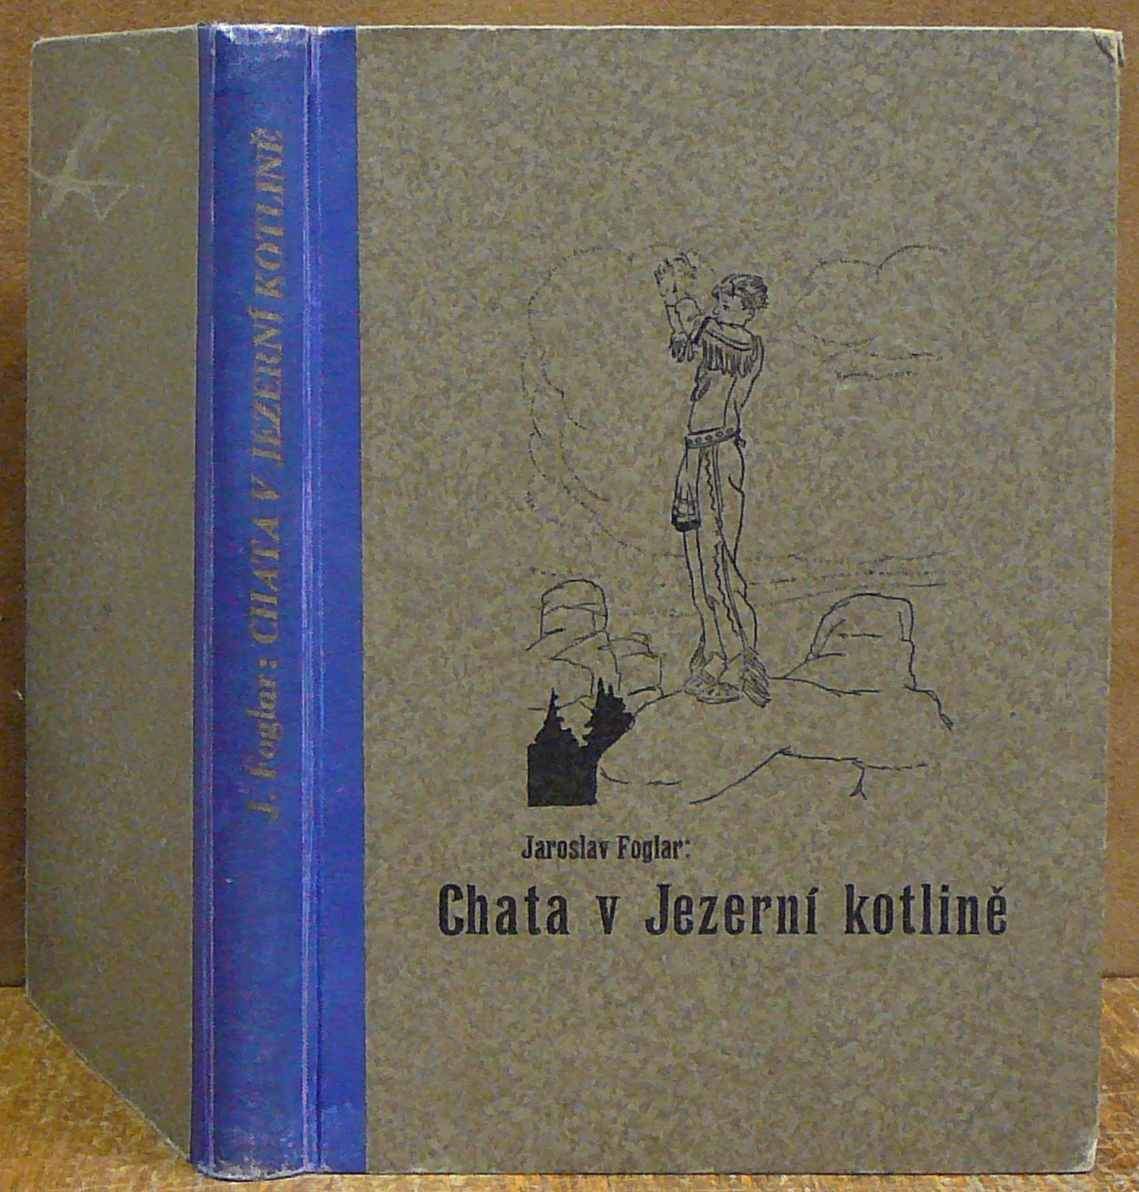 J. Foglar: CHATA V JEZERNÍ KOTLINĚ
Jaroslav Foglar:
Chata v Jezerní kotlině